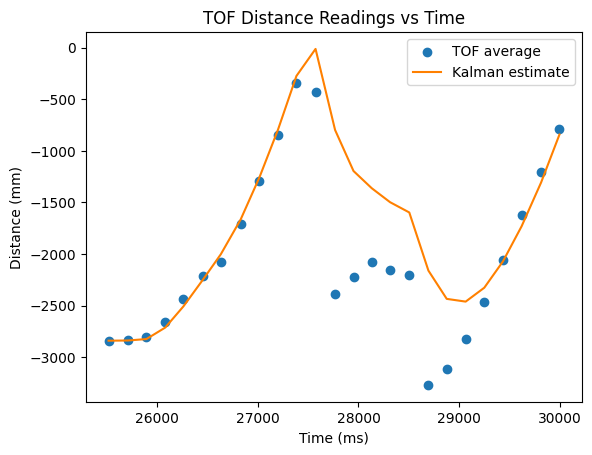 TOF Distance Readings vs Time
TOF average
Kalman estimate
Distance (mm)
0
−500
−1000
−1500
−2000
−2500
−3000
26000 27000 28000 29000 30000
Time (ms)